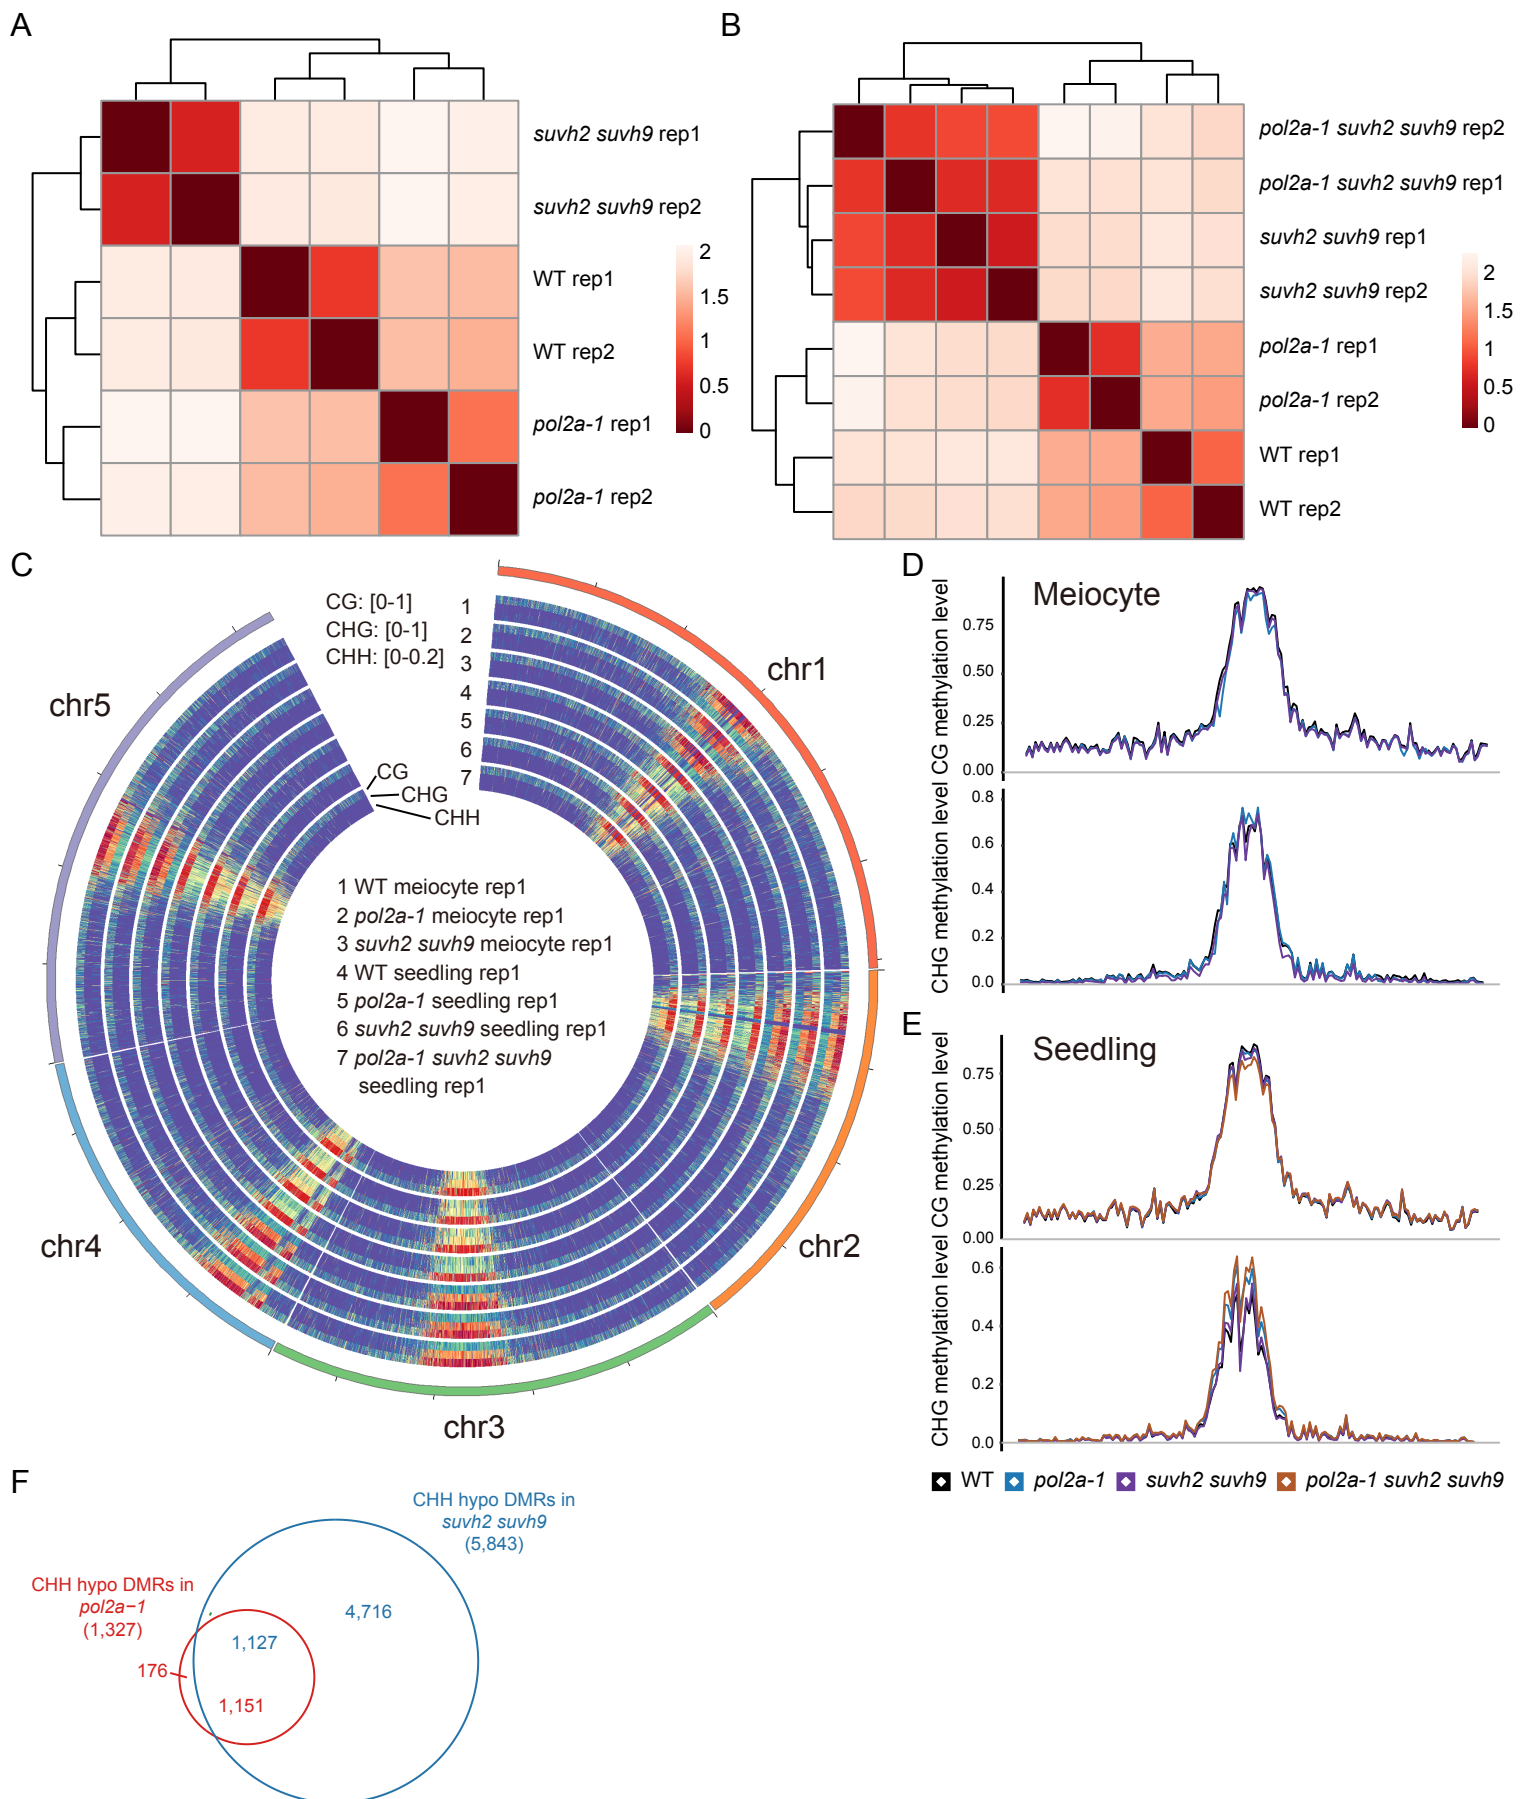 A
suvh2 suvh9 rep1
suvh2 suvh9 rep2
WT rep1
WT rep2
pol2a-1 rep1
pol2a-1 rep2
2
1.5
1
0.5
0
B
pol2a-1 suvh2 suvh9 rep2
pol2a-1 suvh2 suvh9 rep1
suvh2 suvh9 rep1
suvh2 suvh9 rep2
pol2a-1 rep1
pol2a-1 rep2
WT rep1
WT rep2
2
1.5
1
0.5
0
C
CG: [0-1]
CHG: [0-1]
CHH: [0-0.2]
1
2
3
4
5
6
7
chr1
chr2
chr3
chr4
chr5
CG
CHG
CHH
1 WT meiocyte rep1
2 pol2a-1 meiocyte rep1
3 suvh2 suvh9 meiocyte rep1
4 WT seedling rep1
5 pol2a-1 seedling rep1
6 suvh2 suvh9 seedling rep1
7 pol2a-1 suvh2 suvh9
seedling rep1
D
Meiocyte
CG methylation level
0.75
0.50
0.25
0.00
CHG methylation level
0.8
0.6
0.4
0.2
0.0
E
Seedling
CG methylation level
0.75
0.50
0.25
0.00
CHG methylation level
0.6
0.4
0.2
0.0
WT pol2a-1 suvh2 suvh9 pol2a-1 suvh2 suvh9
F
CHH hypo DMRs in
suvh2 suvh9
(5,843)
CHH hypo DMRs in
pol2a−1
(1,327)
4,716
1,127
176
1,151